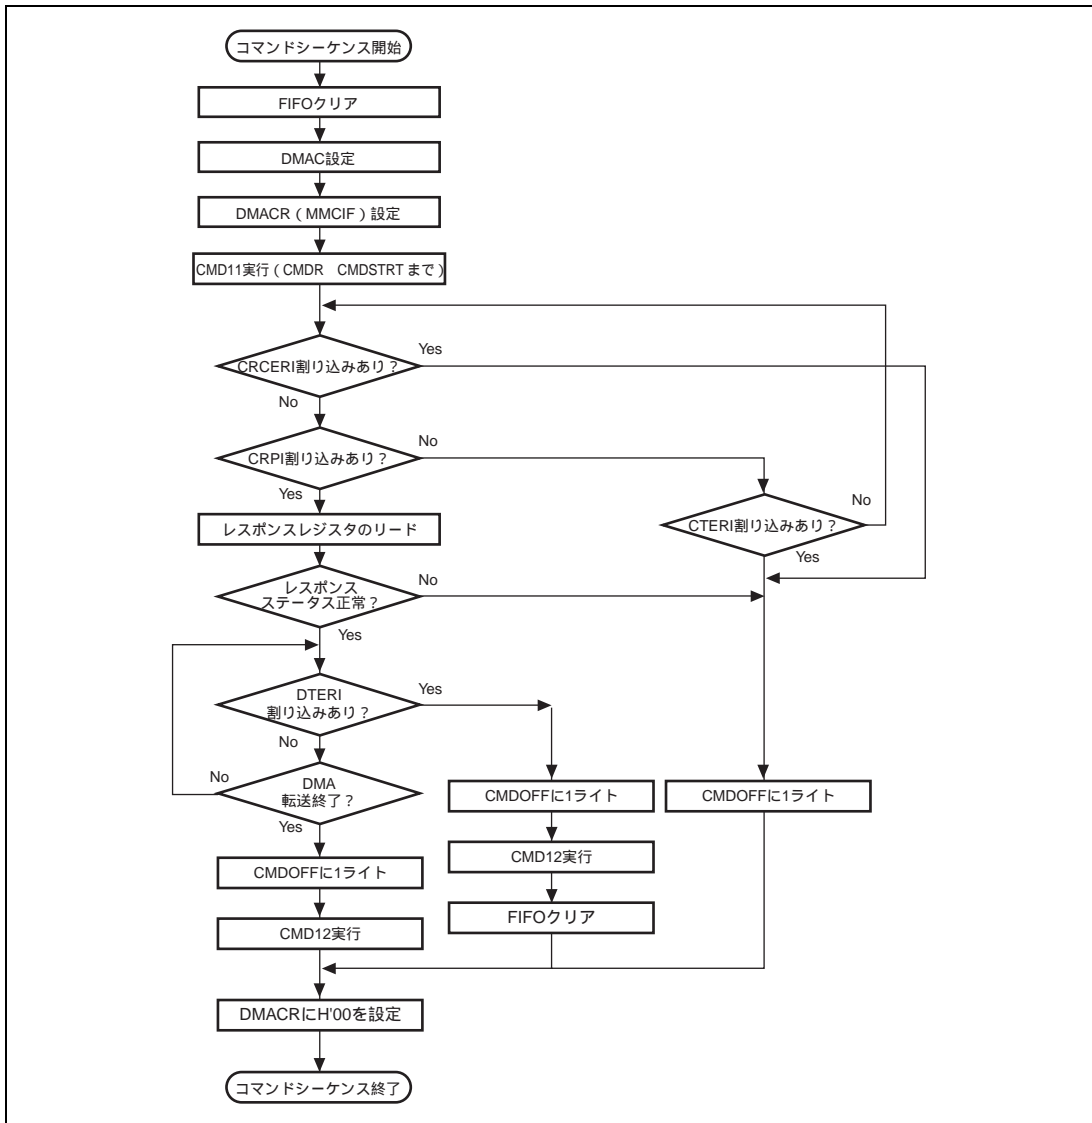 コマンドシーケンス開始
FIFOクリア
DMAC設定
DMACR（MMCIF）設定
CMD11実行（CMDR　CMDSTRT まで）
CRCERI割り込みあり？
Yes
No
CRPI割り込みあり？
No
Yes
CTERI割り込みあり？
No
Yes
レスポンスレジスタのリード
レスポンス
ステータス正常？
No
Yes
DTERI
割り込みあり？
Yes
No
DMA
転送終了？
No
Yes
CMDOFFに1ライト
CMDOFFに1ライト
CMD12実行
FIFOクリア
CMDOFFに1ライト
CMD12実行
DMACRにH'00を設定
コマンドシーケンス終了